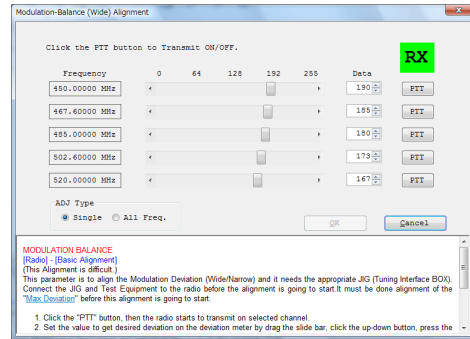 Modulation-Balance (Wide) Alignment
Click the PTT button to Transmit ON/OFF.
RX
Frequency 0 64 128 192 255 Data
450.00000 MHz 190 PTT
467.60000 MHz 185 PTT
485.00000 MHz 180 PTT
502.60000 MHz 173 PTT
520.00000 MHz 167 PTT
ADJ Type
Single All Freq.
OK Cancel
MODULATION BALANCE
[Radio] - [Basic Alignment]
(This Alignment is difficult.)
This parameter is to align the Modulation Deviation (Wide/Narrow) and it needs the appropriate JIG (Tuning Interface BOX).
Connect the JIG and Test Equipment to the radio before the alignment is going to start.It must be done alignment of the
"Max Deviation" before this alignment is going to start.
1. Click the "PTT" button, then the radio starts to transmit on selected channel.
2. Set the value to get desired deviation on the deviation meter by drag the slide bar, click the up-down button, press the